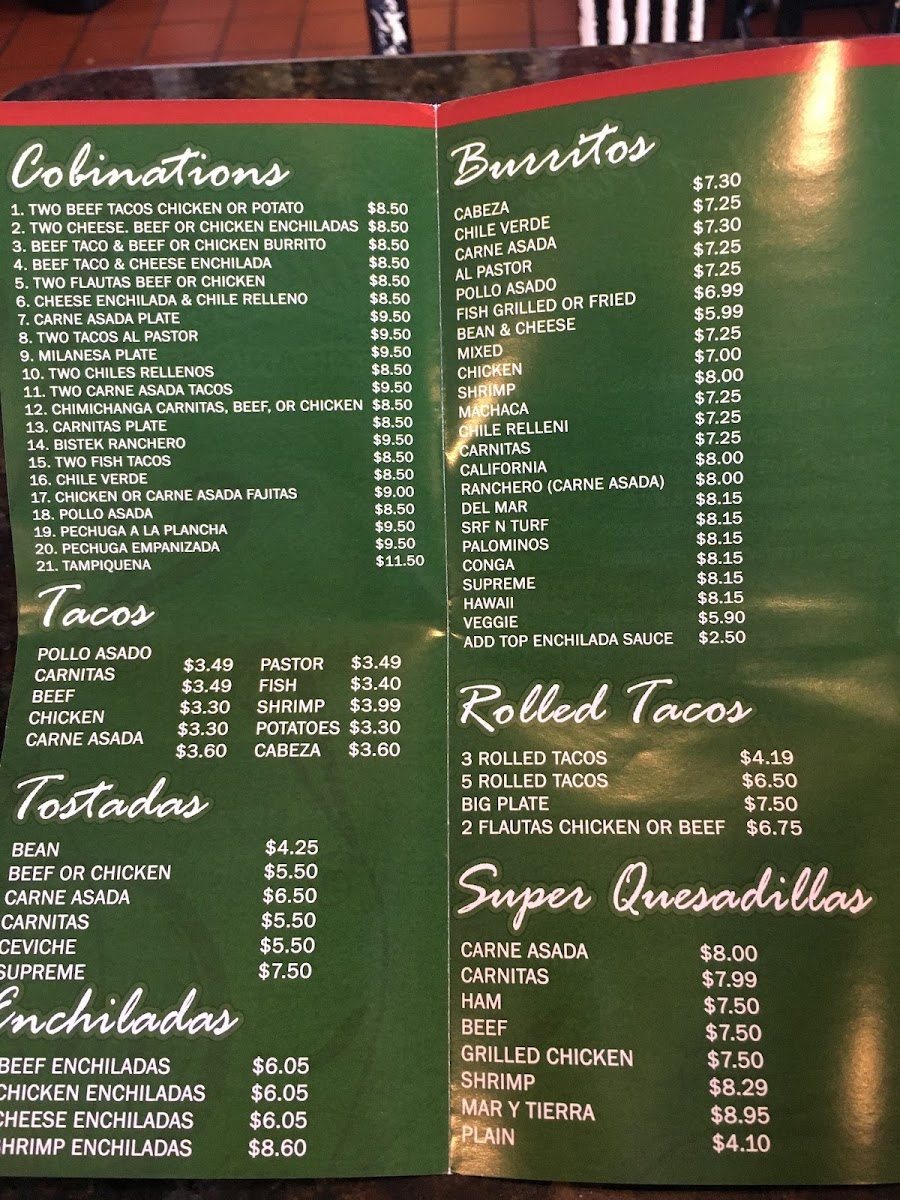 Cobinations
1. TWO BEEF TACOS CHICKEN OR POTATO $8.50
2. TWO CHEESE. BEEF OR CHICKEN ENCHILADAS $8.50
3. BEEF TACO & BEEF OR CHICKEN BURRITO $8.50
4. BEEF TACO & CHEESE ENCHILADA $8.50
5. TWO FLAUTAS BEEF OR CHICKEN $8.50
6. CHEESE ENCHILADA & CHILE RELLENO $8.50
7. CARNE ASADA PLATE $9.50
8. TWO TACOS AL PASTOR $9.50
9. MILANESA PLATE $9.50
10. TWO CHILES RELLENOS $8.50
11. TWO CARNE ASADA TACOS $9.50
12. CHIMICHANGA CARNITAS, BEEF, OR CHICKEN $8.50
13. CARNITAS PLATE $8.50
14. BISTEK RANCHERO $9.50
15. TWO FISH TACOS $8.50
16. CHILE VERDE $8.50
17. CHICKEN OR CARNE ASADA FAJITAS $9.00
18. POLLO ASADA $8.50
19. PECHUGA A LA PLANCHA $9.50
20. PECHUGA EMPANIZADA $9.50
21. TAMPIQUENA $11.50
Tacos
POLLO ASADO $3.49 PASTOR $3.49
CARNITAS $3.49 FISH $3.40
BEEF $3.30 SHRIMP $3.99
CHICKEN $3.30 POTATOES $3.30
CARNE ASADA $3.60 CABEZA $3.60
Tostadas
BEAN $4.25
BEEF OR CHICKEN $5.50
CARNE ASADA $6.50
CARNITAS $5.50
CEVICHE $5.50
SUPREME $7.50
Enchiladas
BEEF ENCHILADAS $6.05
CHICKEN ENCHILADAS $6.05
CHEESE ENCHILADAS $6.05
HRIMP ENCHILADAS $8.60
Burritos
CABEZA $7.30
CHILE VERDE $7.25
CARNE ASADA $7.30
AL PASTOR $7.25
POLLO ASADO $7.25
FISH GRILLED OR FRIED $6.99
BEAN & CHEESE $5.99
MIXED $7.25
CHICKEN $7.00
SHRIMP $8.00
MACHACA $7.25
CHILE RELLENI $7.25
CARNITAS $7.25
CALIFORNIA $8.00
RANCHERO (CARNE ASADA) $8.00
DEL MAR $8.15
SRF N TURF $8.15
PALOMINOS $8.15
CONGA $8.15
SUPREME $8.15
HAWAII $8.15
VEGGIE $5.90
ADD TOP ENCHILADA SAUCE $2.50
Rolled Tacos
3 ROLLED TACOS $4.19
5 ROLLED TACOS $6.50
BIG PLATE $7.50
2 FLAUTAS CHICKEN OR BEEF $6.75
Super Quesadillas
CARNE ASADA $8.00
CARNITAS $7.99
HAM $7.50
BEEF $7.50
GRILLED CHICKEN $7.50
SHRIMP $8.29
MAR Y TIERRA $8.95
PLAIN $4.10